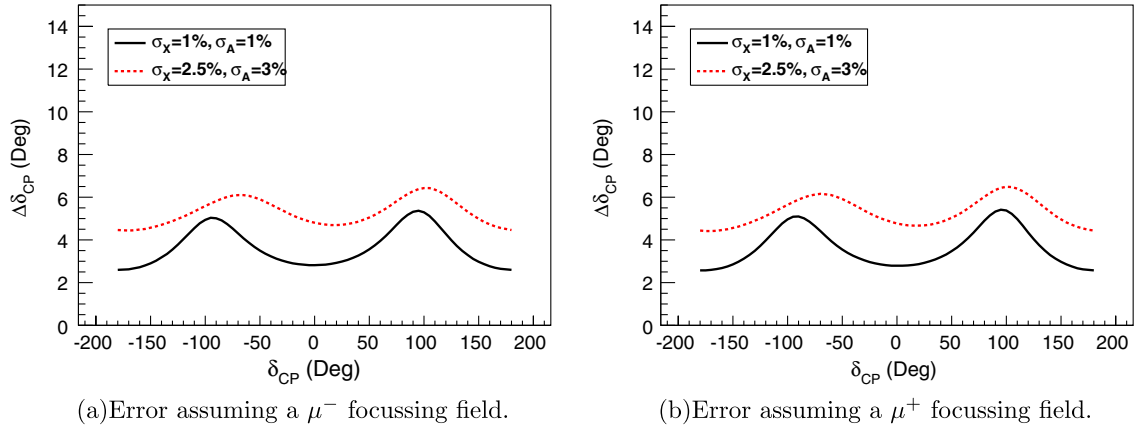 Δδ_CP (Deg)
14
12
10
8
6
4
2
0
σ_X=1%, σ_A=1%
σ_X=2.5%, σ_A=3%
-200 -150 -100 -50 0 50 100 150 200
δ_CP (Deg)
(a)Error assuming a μ⁻ focussing field.
Δδ_CP (Deg)
14
12
10
8
6
4
2
0
σ_X=1%, σ_A=1%
σ_X=2.5%, σ_A=3%
-200 -150 -100 -50 0 50 100 150 200
δ_CP (Deg)
(b)Error assuming a μ⁺ focussing field.